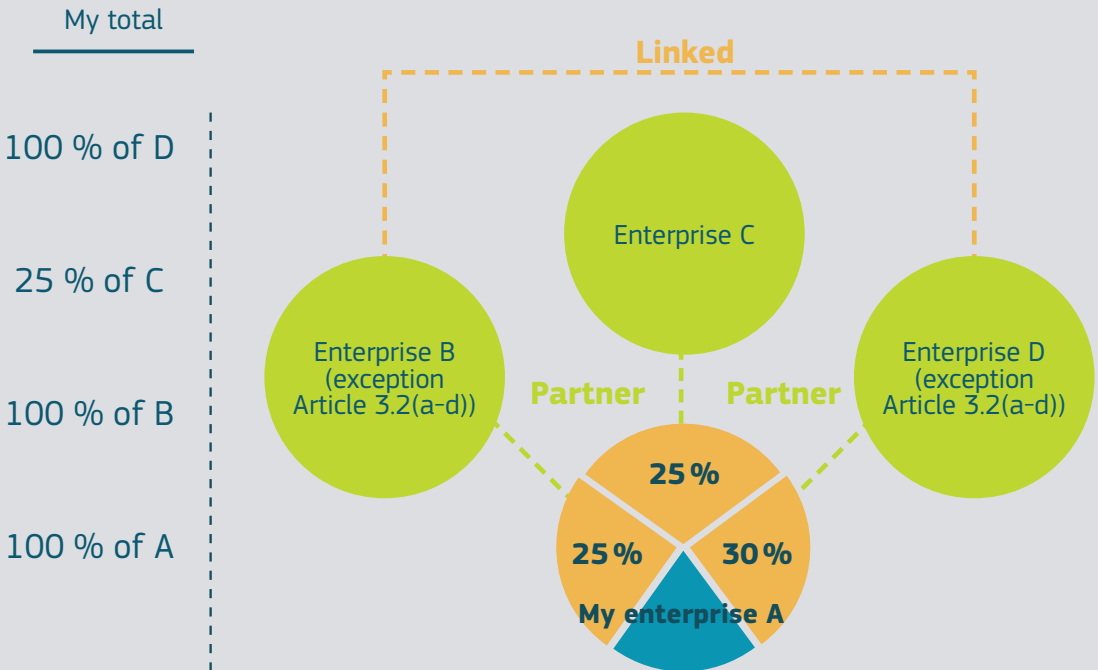 My total
100 % of D
25 % of C
100 % of B
100 % of A
Linked
Enterprise C
Enterprise B
(exception
Article 3.2(a-d))
Enterprise D
(exception
Article 3.2(a-d))
Partner
Partner
25 %
25 %
30 %
My enterprise A